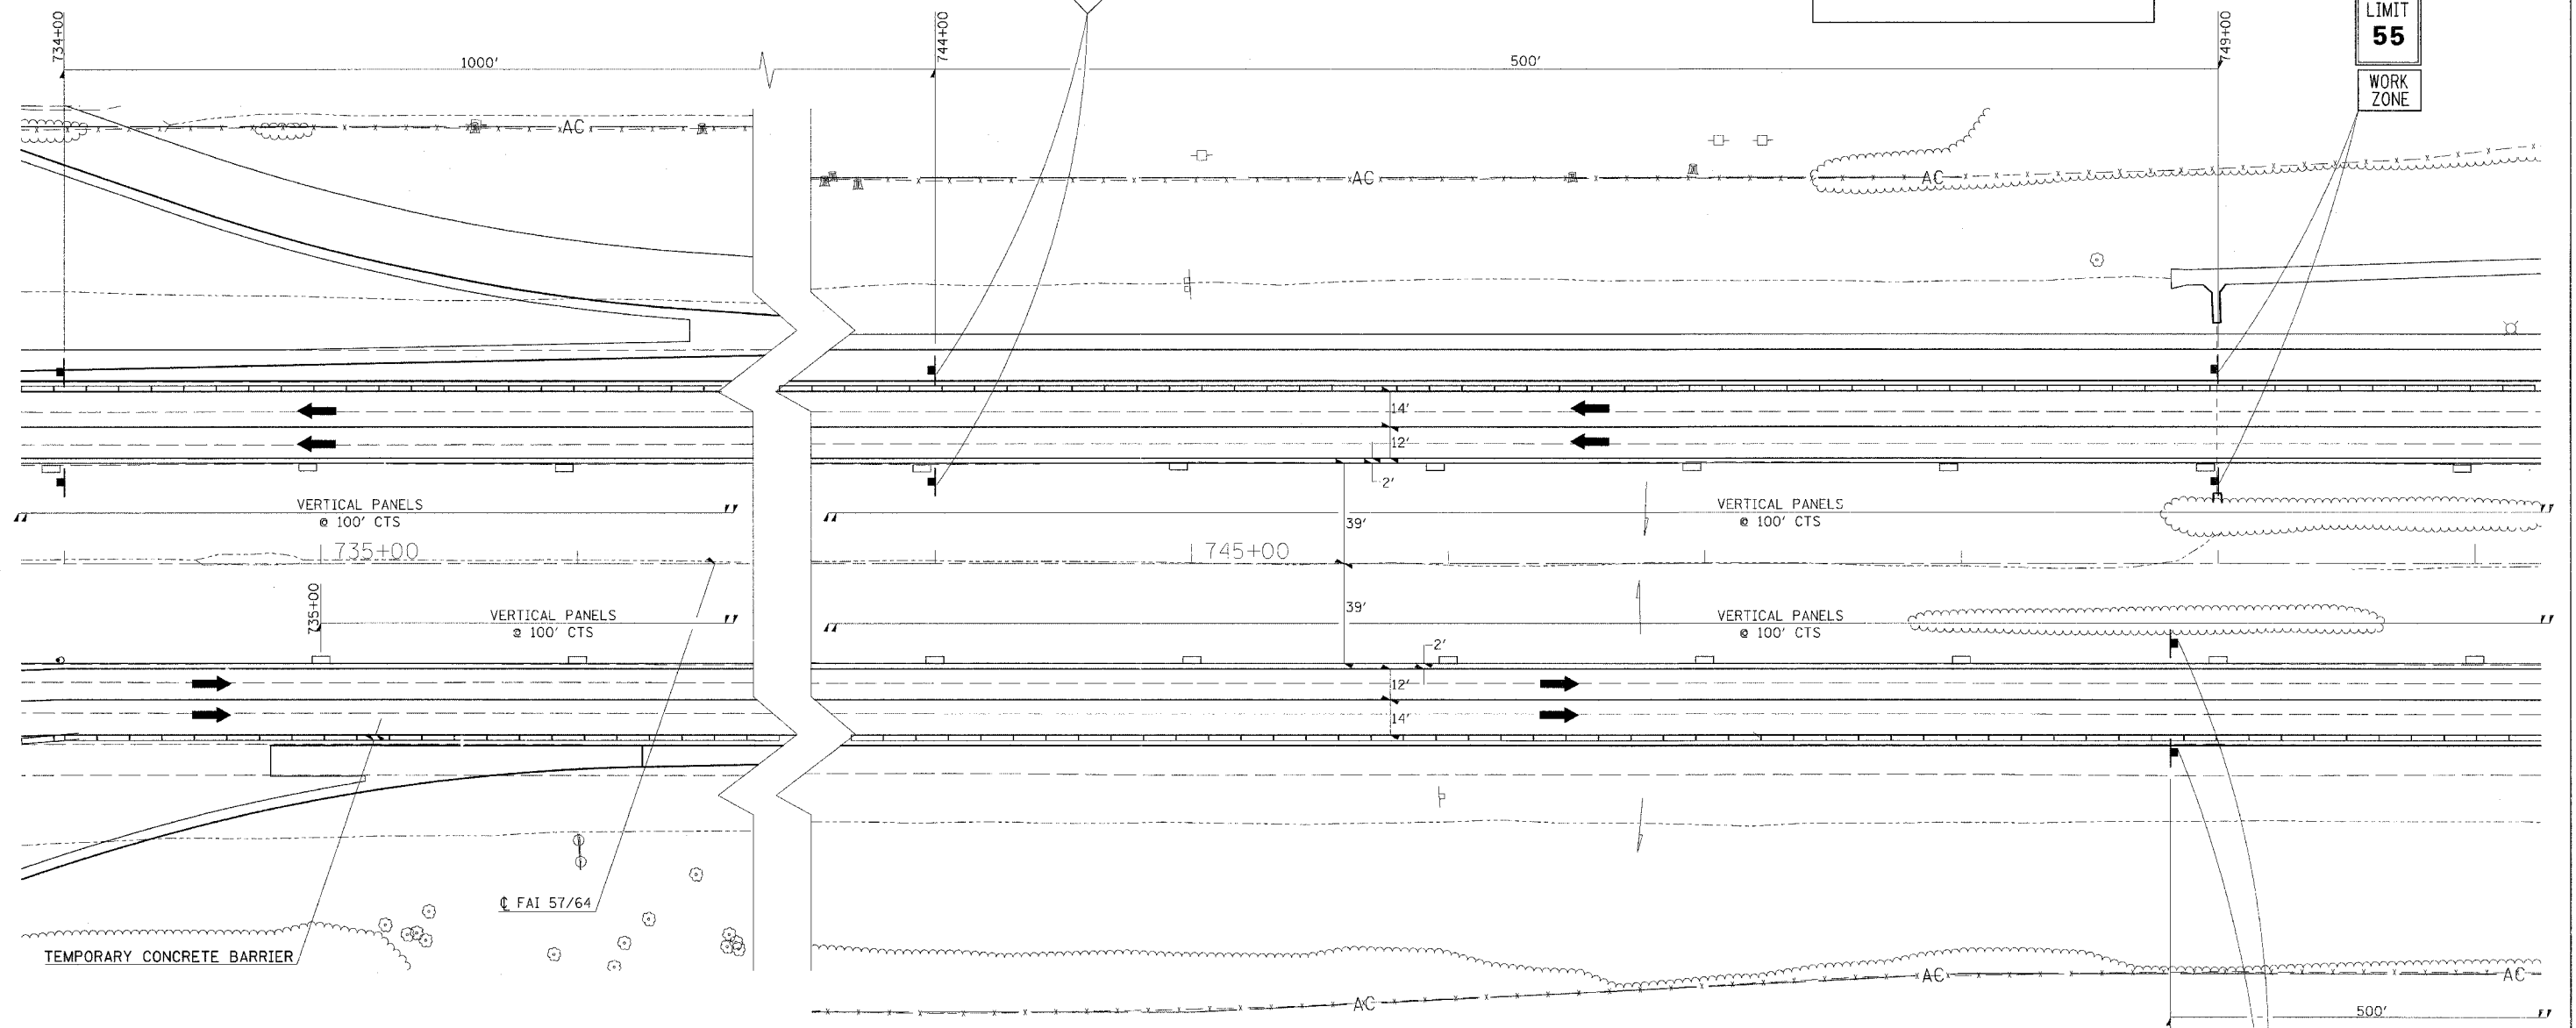 LIMIT
55
WORK
ZONE
734+00
744+00
749+00
1000'
500'
AC
AC
AC
14'
12'
2'
VERTICAL PANELS
@ 100' CTS
VERTICAL PANELS
@ 100' CTS
39'
735+00
745+00
735+00
VERTICAL PANELS
@ 100' CTS
39'
VERTICAL PANELS
@ 100' CTS
2'
12'
14'
℄ FAI 57/64
TEMPORARY CONCRETE BARRIER
AC
AC
AC
500'